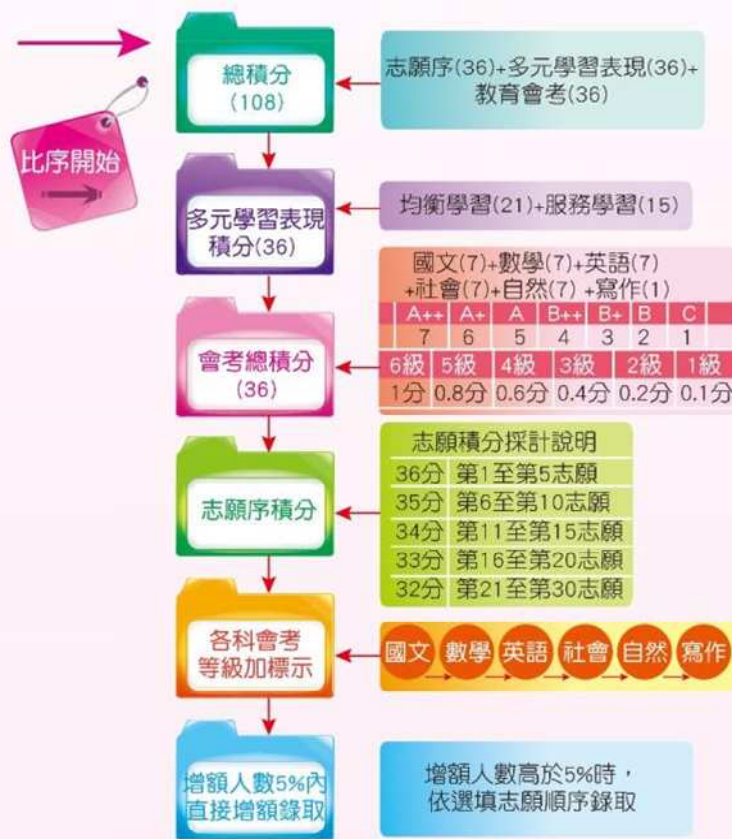 比序開始
總積分
(108)
志願序(36)+多元學習表現(36)+
教育會考(36)
多元學習表現
積分(36)
均衡學習(21)+服務學習(15)
會考總積分
(36)
國文(7)+數學(7)+英語(7)
+社會(7)+自然(7) +寫作(1)
A++ A+ A B++ B+ B C
7 6 5 4 3 2 1
6級 5級 4級 3級 2級 1級
1分 0.8分 0.6分 0.4分 0.2分 0.1分
志願序積分
志願積分採計說明
36分 第1至第5志願
35分 第6至第10志願
34分 第11至第15志願
33分 第16至第20志願
32分 第21至第30志願
各科會考
等級加標示
國文 數學 英語 社會 自然 寫作
增額人數5%內
直接增額錄取
增額人數高於5%時，
依選填志願順序錄取